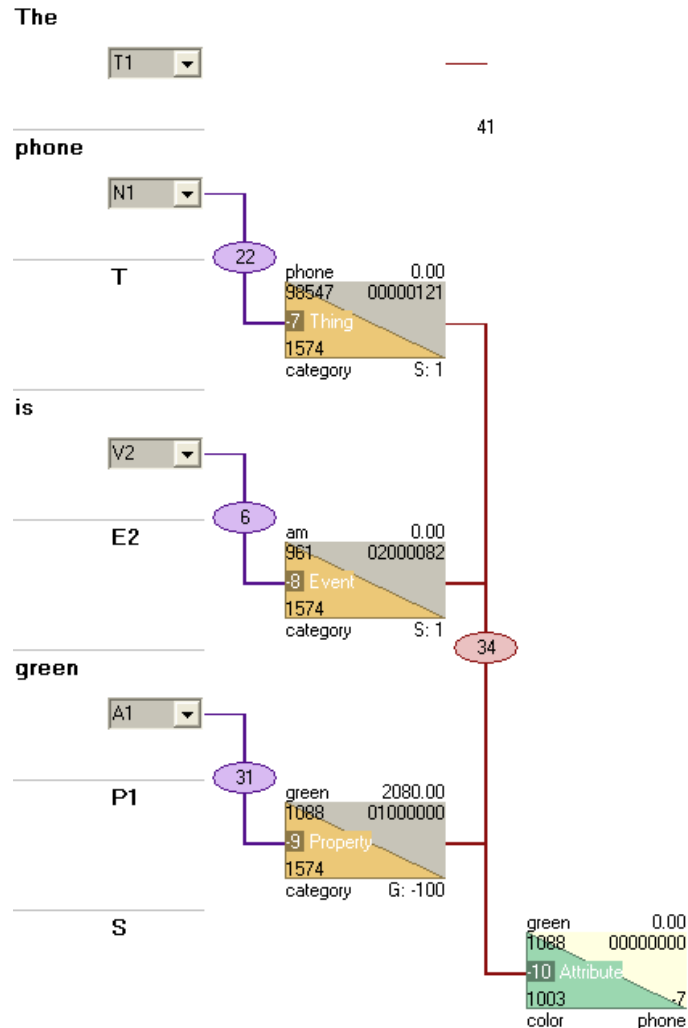 The
T1
41
phone
N1
22
T
phone 0.00
98547 00000121
-7 Thing
1574
category S: 1
is
V2
6
E2
am 0.00
961 02000082
-8 Event
1574
category S: 1
34
green
A1
31
P1
green 2080.00
1088 01000000
-9 Property
1574
category G: -100
S
green 0.00
1088 00000000
-10 Attribute
1003 -7
color phone